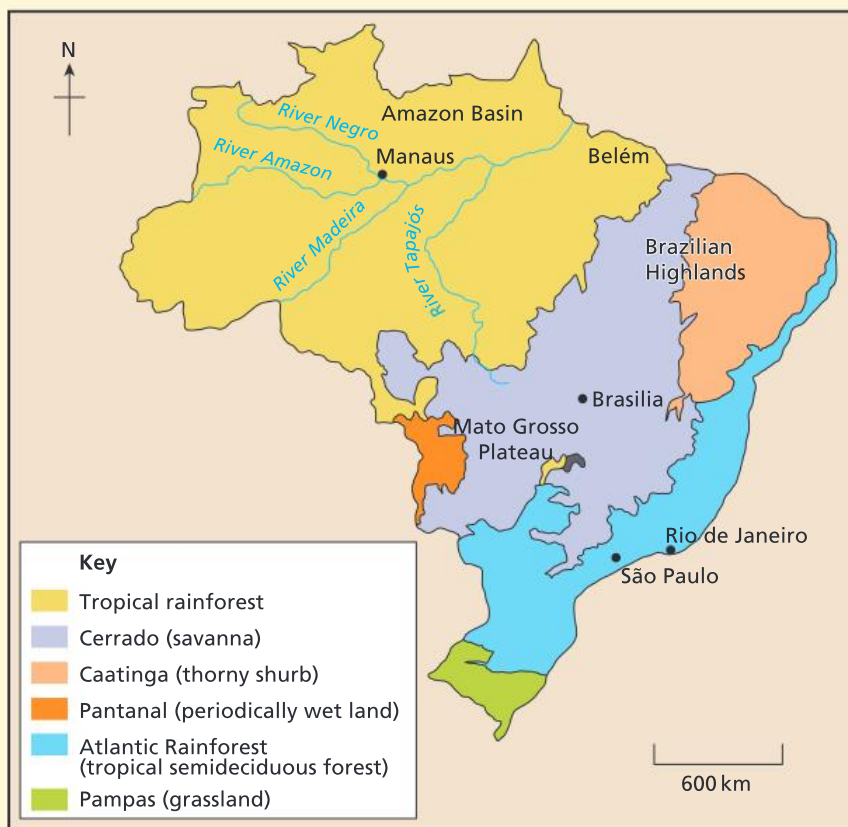 N
River Negro
Amazon Basin
Manaus
River Amazon
Belém
River Madeira
River Tapajós
Brazilian
Highlands
Brasilia
Mato Grosso
Plateau
Rio de Janeiro
São Paulo
Key
Tropical rainforest
Cerrado (savanna)
Caatinga (thorny shurb)
Pantanal (periodically wet land)
Atlantic Rainforest
(tropical semideciduous forest)
Pampas (grassland)
600 km